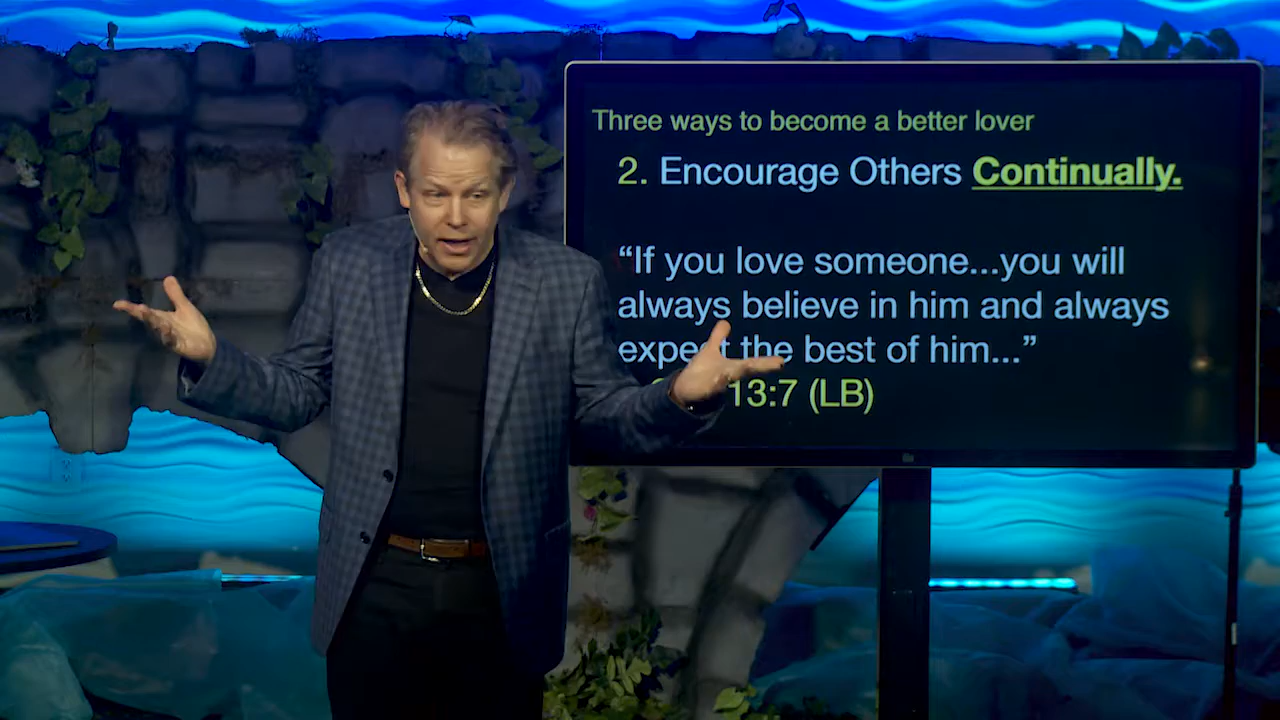 Three ways to become a better lover
2. Encourage Others Continually.
“If you love someone...you will
always believe in him and always
expect the best of him...”
13:7 (LB)